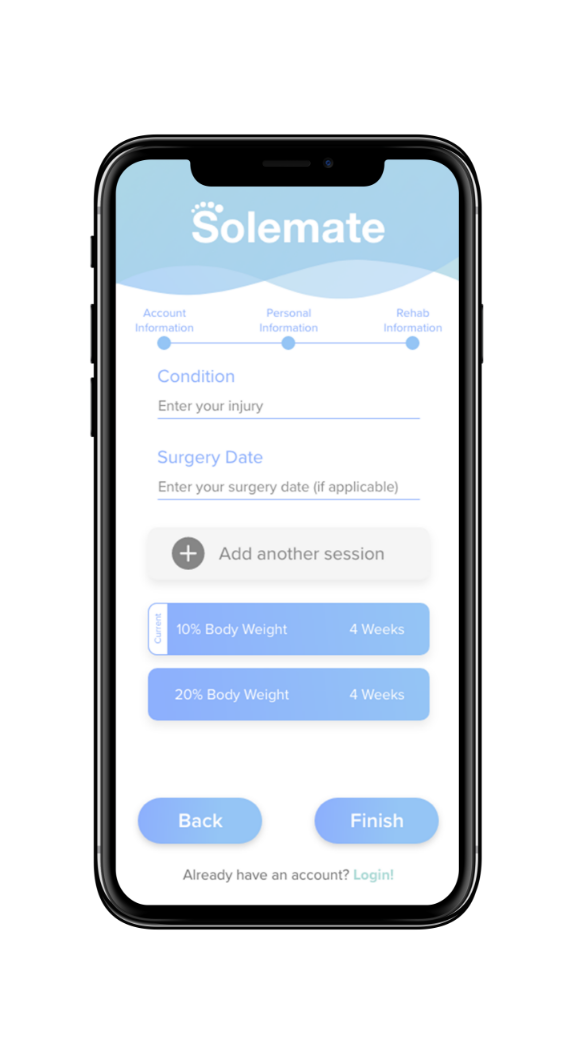 Solemate
Account Personal Rehab
Information Information Information
Condition
Enter your injury
Surgery Date
Enter your surgery date (if applicable)
Add another session
Current
10% Body Weight 4 Weeks
20% Body Weight 4 Weeks
Back Finish
Already have an account? Login!